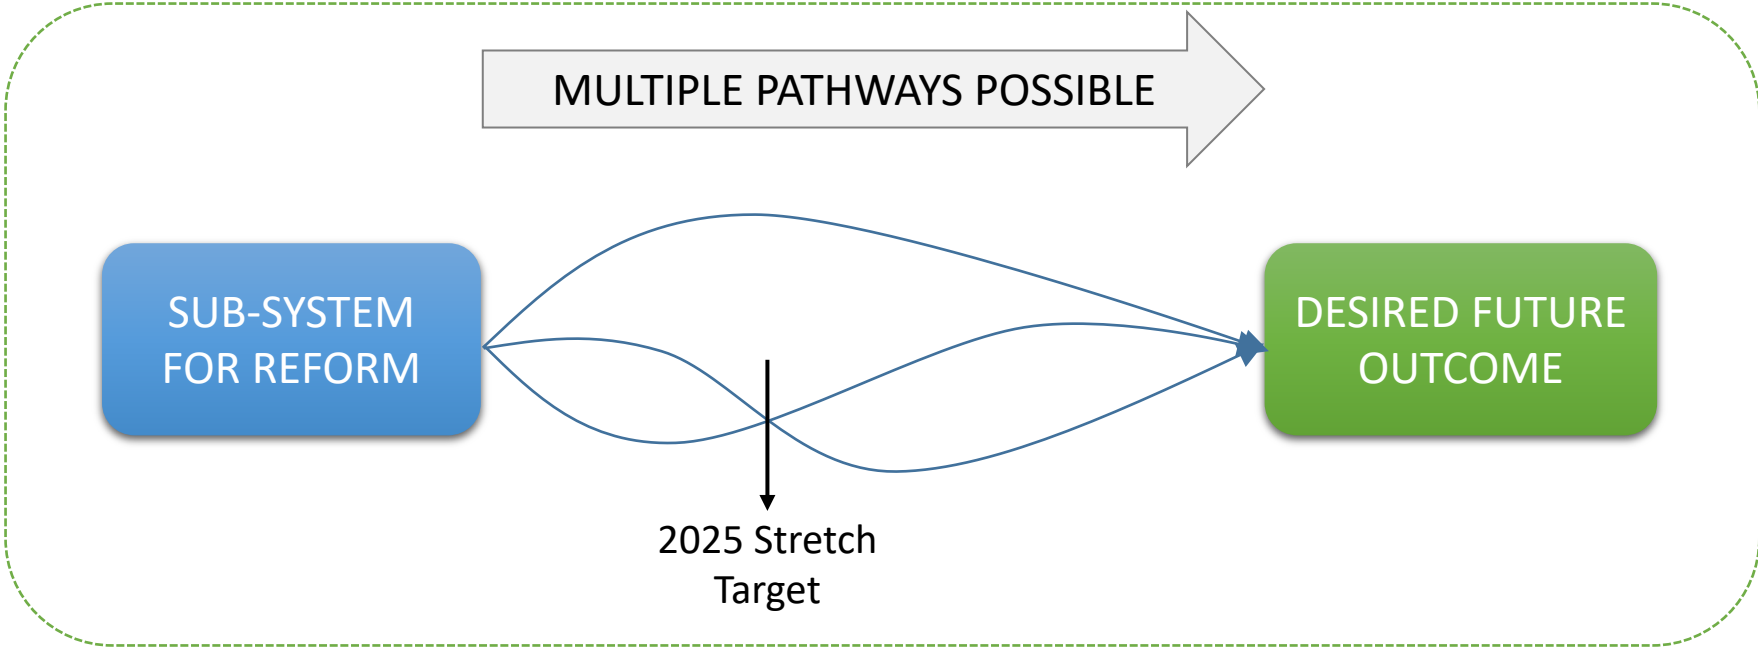 MULTIPLE PATHWAYS POSSIBLE
SUB-SYSTEM
FOR REFORM
DESIRED FUTURE
OUTCOME
2025 Stretch
Target